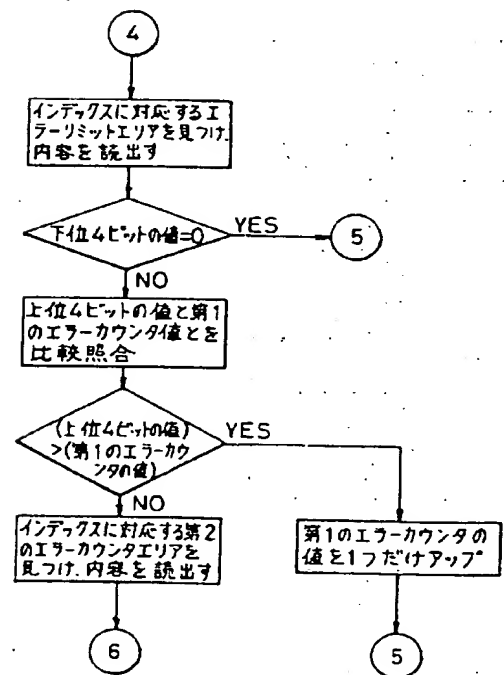 4
インデックスに対応するエ
ラーリミットエリアを見つけ,
内容を読出す
下位4ビットの値=0
YES
5
NO
上位4ビットの値と第1
のエラーカウンタ値とを
比較照合
(上位4ビットの値)
>(第1のエラーカウ
ンタの値)
YES
NO
インデックスに対応する第2
のエラーカウンタエリアを
見つけ,内容を読出す
第1のエラーカウンタの
値を1つだけアップ
6
5